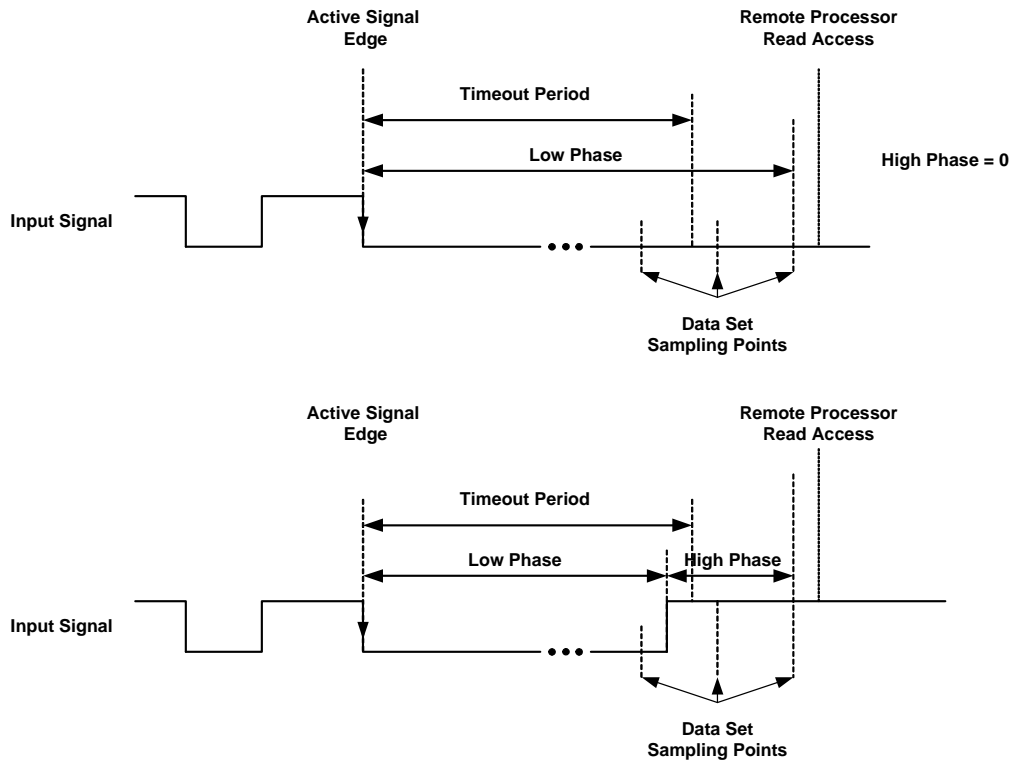 Active Signal
Edge
Remote Processor
Read Access
Timeout Period
Low Phase
High Phase = 0
Input Signal
Data Set
Sampling Points
Active Signal
Edge
Remote Processor
Read Access
Timeout Period
Low Phase
High Phase
Input Signal
Data Set
Sampling Points